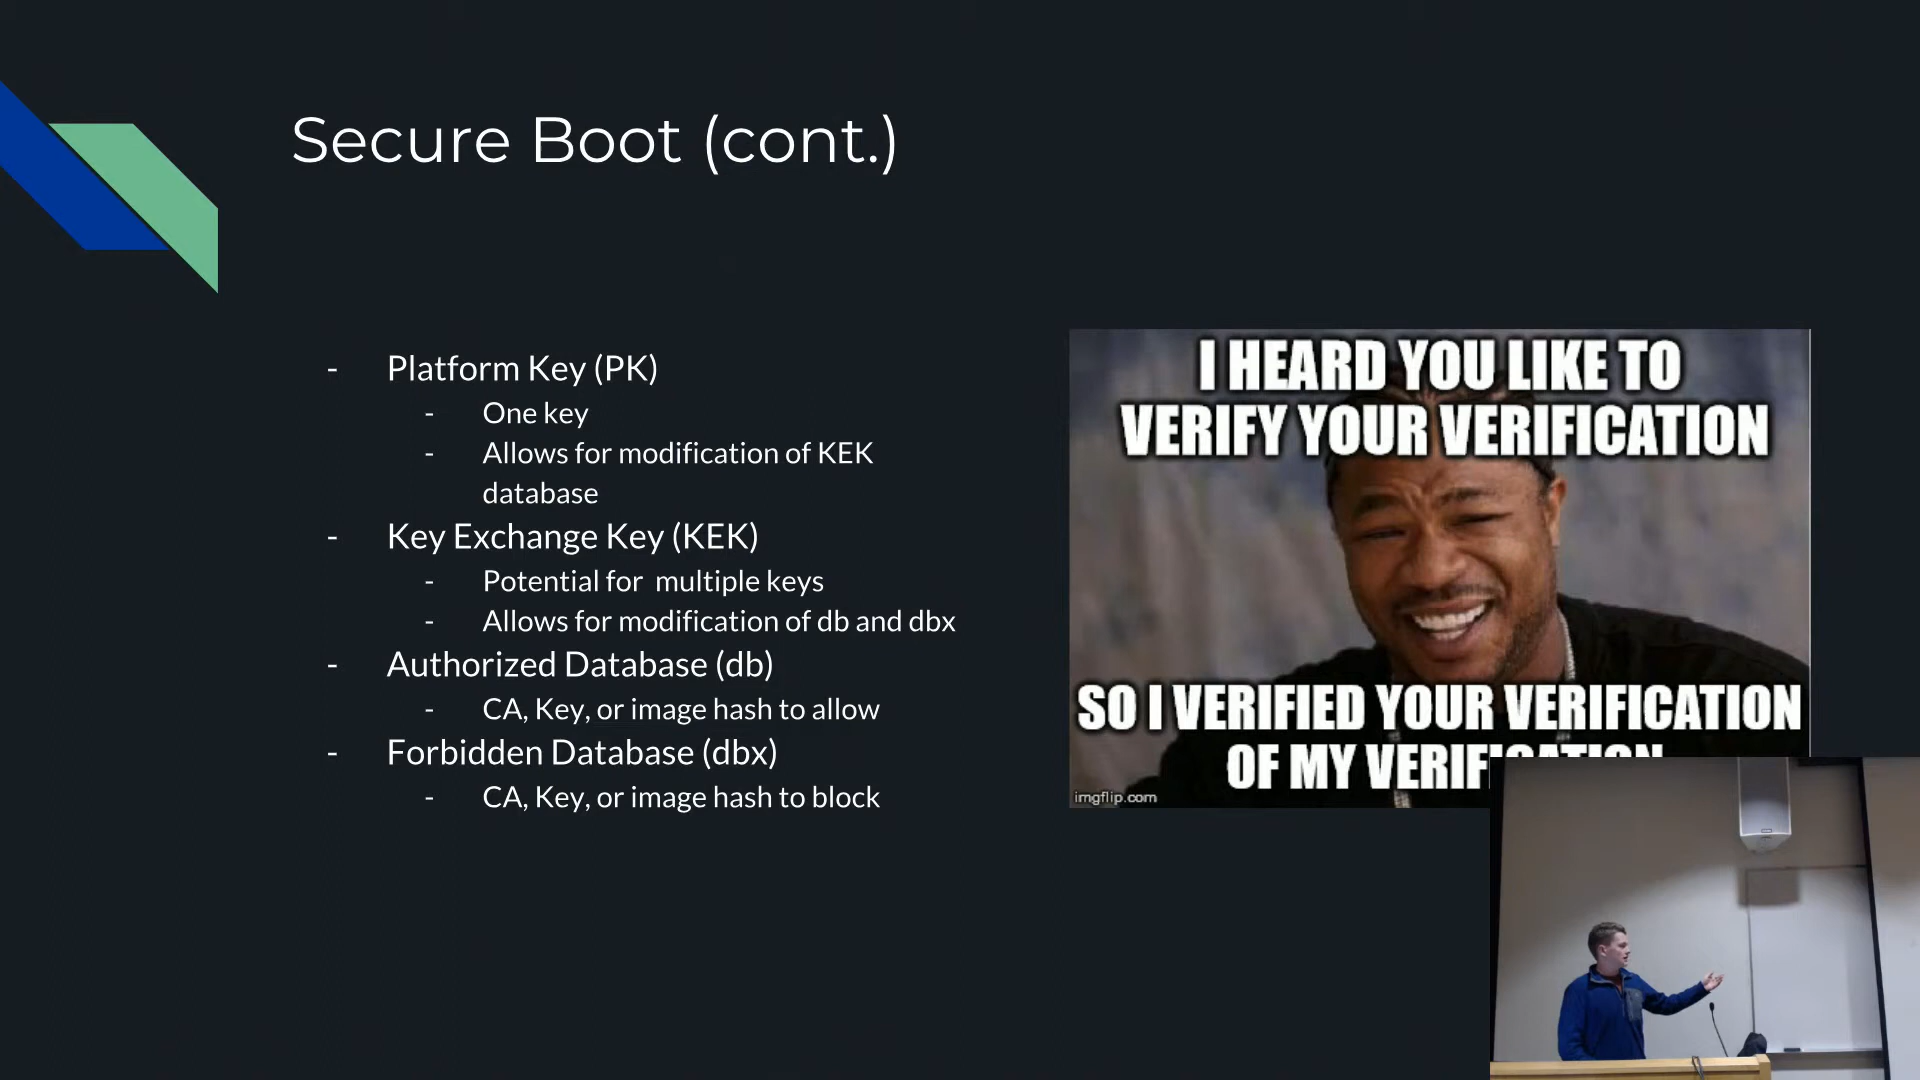 Secure Boot (cont.)
- Platform Key (PK)
- One key
- Allows for modification of KEK
database
- Key Exchange Key (KEK)
- Potential for  multiple keys
- Allows for modification of db and dbx
- Authorized Database (db)
- CA, Key, or image hash to allow
- Forbidden Database (dbx)
- CA, Key, or image hash to block
I HEARD YOU LIKE TO
VERIFY YOUR VERIFICATION
SO I VERIFIED YOUR VERIFICATION
OF MY VERIFICATION
imgflip.com